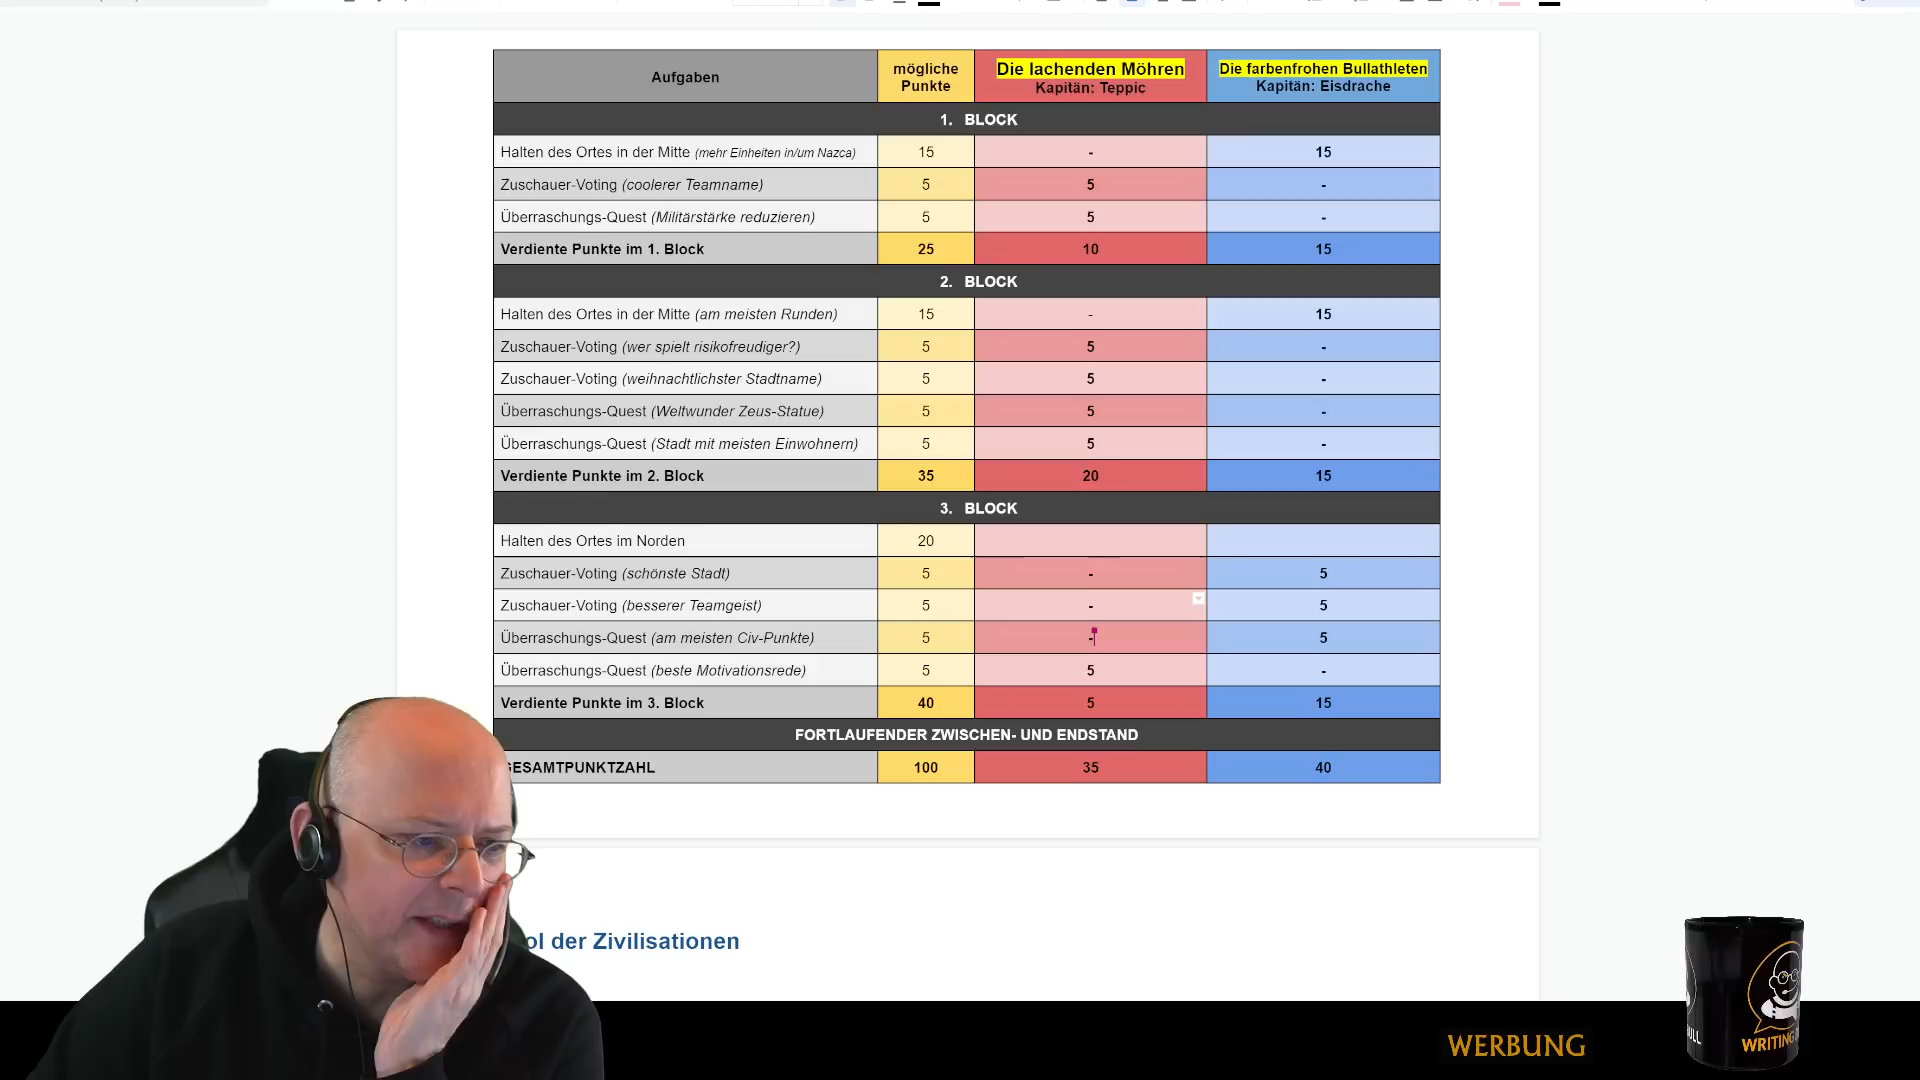 Aufgaben mögliche Punkte Die lachenden Möhren Kapitän: Teppic Die farbenfrohen Bullathleten Kapitän: Eisdrache
1. BLOCK
Halten des Ortes in der Mitte (mehr Einheiten in/um Nazca) 15 - 15
Zuschauer-Voting (coolerer Teamname) 5 5 -
Überraschungs-Quest (Militärstärke reduzieren) 5 5 -
Verdiente Punkte im 1. Block 25 10 15
2. BLOCK
Halten des Ortes in der Mitte (am meisten Runden) 15 - 15
Zuschauer-Voting (wer spielt risikofreudiger?) 5 5 -
Zuschauer-Voting (weihnachtlichster Stadtname) 5 5 -
Überraschungs-Quest (Weltwunder Zeus-Statue) 5 5 -
Überraschungs-Quest (Stadt mit meisten Einwohnern) 5 5 -
Verdiente Punkte im 2. Block 35 20 15
3. BLOCK
Halten des Ortes im Norden 20
Zuschauer-Voting (schönste Stadt) 5 - 5
Zuschauer-Voting (besserer Teamgeist) 5 - 5
Überraschungs-Quest (am meisten Civ-Punkte) 5 - 5
Überraschungs-Quest (beste Motivationsrede) 5 5 -
Verdiente Punkte im 3. Block 40 5 15
FORTLAUFENDER ZWISCHEN- UND ENDSTAND
GESAMTPUNKTZAHL 100 35 40
ol der Zivilisationen
WERBUNG
WRITING